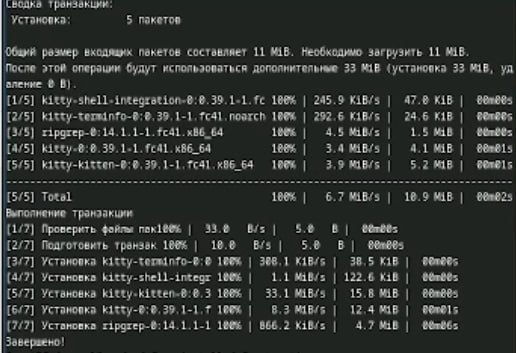 Сводка транзакции:
Установка: 5 пакетов
Общий размер входящих пакетов составляет 11 MiB. Необходимо загрузить 11 MiB.
После этой операции будут использоваться дополнительные 33 MiB (установка 33 MiB, уд
аление 0 B).
[1/5] kitty-shell-integration-0:0.39.1-1.fc 100% | 245.9 KiB/s | 47.0 KiB | 00m00s
[2/5] kitty-terminfo-0:0.39.1-1.fc41.noarch 100% | 292.6 KiB/s | 24.6 KiB | 00m00s
[3/5] ripgrep-0:14.1.1-1-fc41.x86_64 100% | 4.5 MiB/s | 1.5 MiB | 00m00s
[4/5] kitty-0:0.39.1-1.fc41.x86_64 100% | 3.4 MiB/s | 4.1 MiB | 00m01s
[5/5] kitty-kitten-0:0.39.1-1.fc41.x86_64 100% | 3.9 MiB/s | 5.2 MiB | 00m01s
[5/5] Total 100% | 6.7 MiB/s | 10.9 MiB | 00m02s
Выполнение транзакции
[1/7] Проверить файлы пак100% | 33.0 B/s | 5.0 B | 00m00s
[2/7] Подготовить транзак 100% | 10.0 B/s | 5.0 B | 00m00s
[3/7] Установка kitty-terminfo-0:0 100% | 308.1 KiB/s | 38.5 KiB | 00m00s
[4/7] Установка kitty-shell-integr 100% | 1.1 MiB/s | 122.6 KiB | 00m00s
[5/7] Установка kitty-kitten-0:0.3 100% | 33.1 MiB/s | 15.8 MiB | 00m00s
[6/7] Установка kitty-0:0.39.1-1.f 100% | 8.3 MiB/s | 12.4 MiB | 00m01s
[7/7] Установка ripgrep-0:14.1.1-1 100% | 866.2 KiB/s | 4.7 MiB | 00m06s
Завершено!